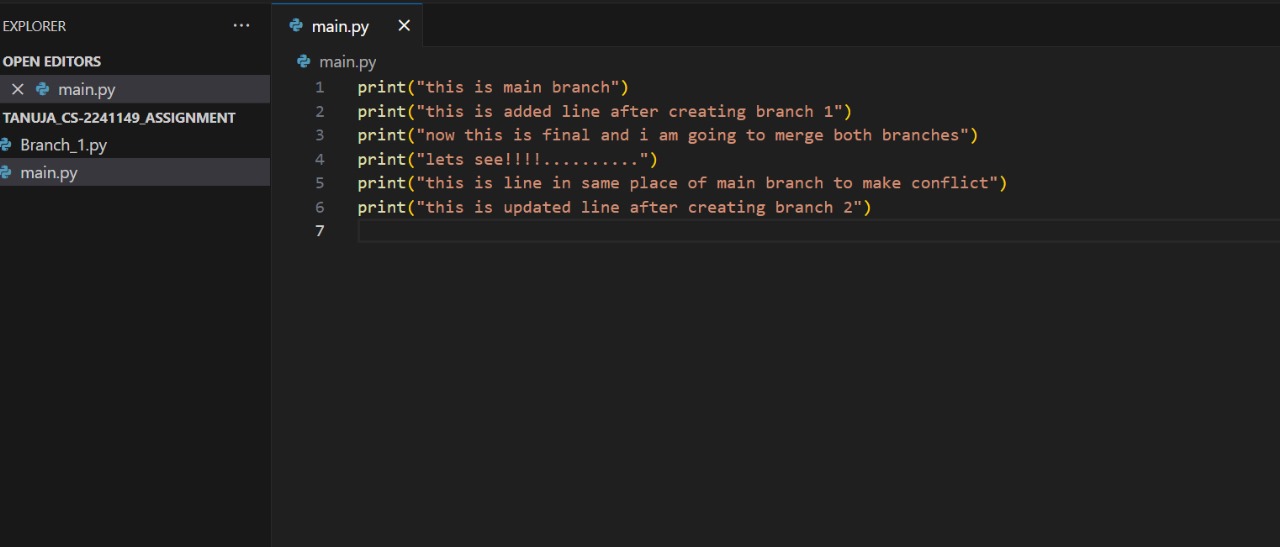 EXPLORER
···
main.py
OPEN EDITORS
main.py
TANUJA_CS-2241149_ASSIGNMENT
Branch_1.py
main.py
main.py
1 print("this is main branch")
2 print("this is added line after creating branch 1")
3 print("now this is final and i am going to merge both branches")
4 print("lets see!!!!..........")
5 print("this is line in same place of main branch to make conflict")
6 print("this is updated line after creating branch 2")
7